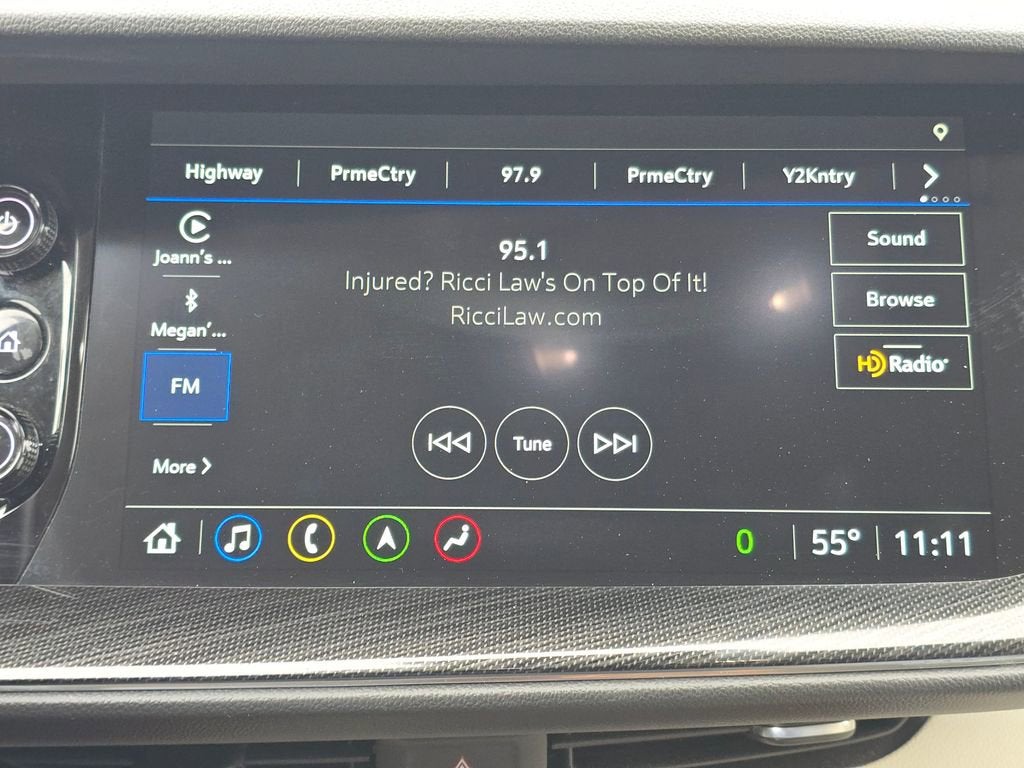 Highway
PrmeCtry
97.9
PrmeCtry
Y2Kntry
Joann's ...
Megan'...
FM
More
95.1
Injured? Ricci Law's On Top Of It!
RicciLaw.com
Tune
Sound
Browse
HD Radio
0
55°
11:11